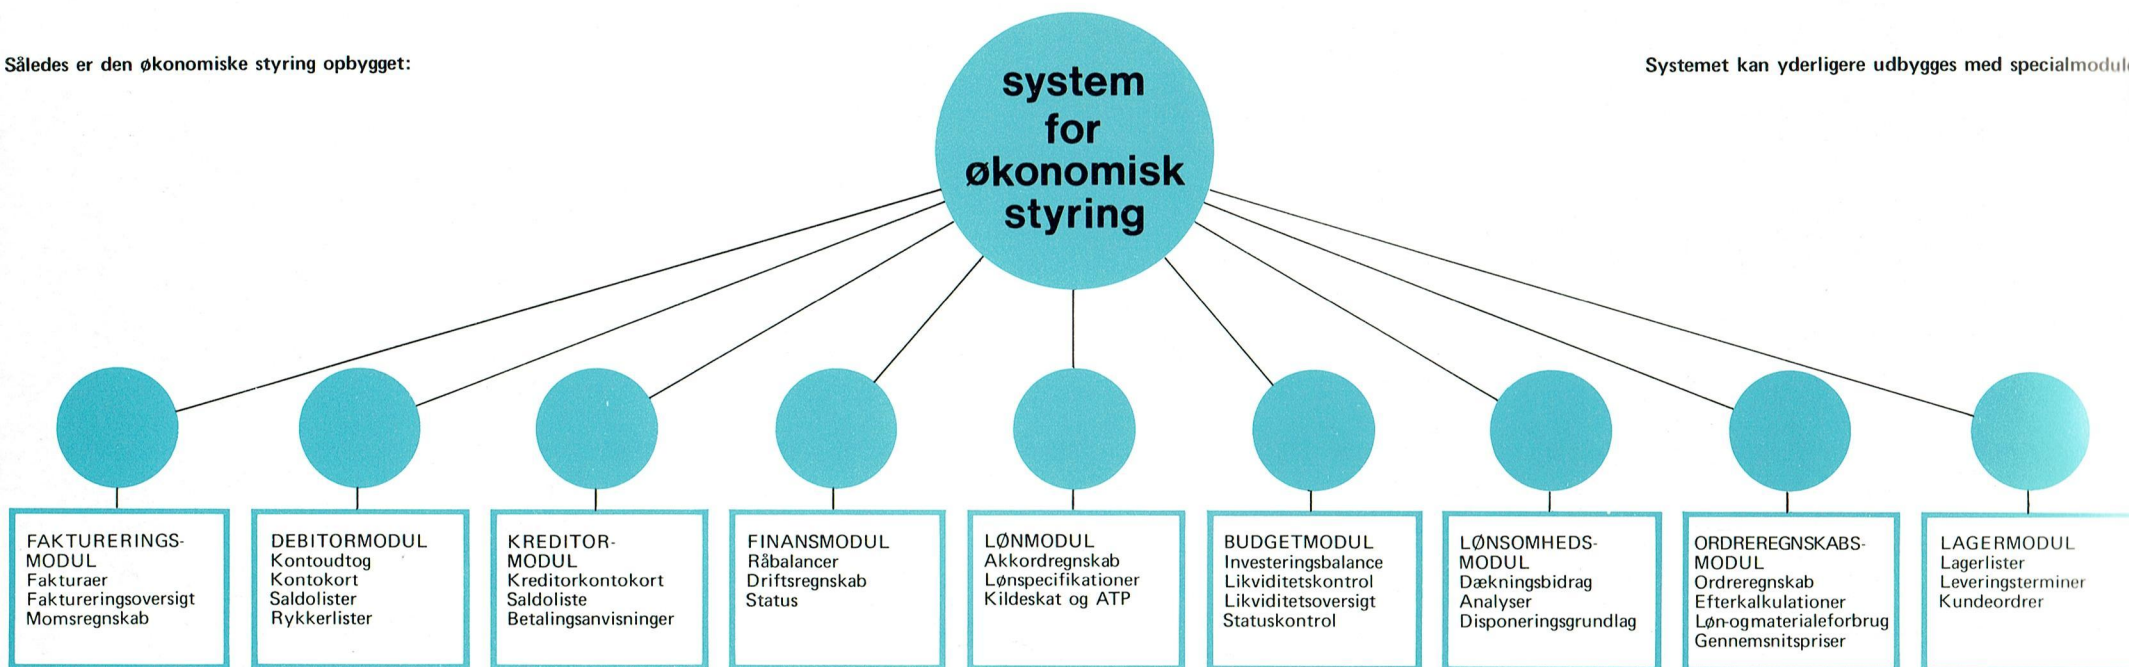 Således er den økonomiske styring opbygget:
Systemet kan yderligere udbygges med
system
for
økonomisk
styring
FAKTURERINGS-
MODUL
Fakturaer
Faktureringsoversigt
Momsregnskab
DEBITORMODUL
Kontoudtog
Kontokort
Saldolister
Rykkerlister
KREDITOR-
MODUL
Kreditorkontokort
Saldoliste
Betalingsanvisninger
FINANSMODUL
Råbalancer
Driftsregnskab
Status
LØNMODUL
Akkordregnskab
Lønspecifikationer
Kildeskat og ATP
BUDGETMODUL
Investeringsbalance
Likviditetskontrol
Likviditetsoversigt
Statuskontrol
LØNSOMHEDS-
MODUL
Dækningsbidrag
Analyser
Disponeringsgrundlag
ORDREREGNSKABS-
MODUL
Ordreregnskab
Efterkalkulationer
Løn-og materialeforbrug
Gennemsnitspriser
LAGERMODUL
Lagerlister
Leveringsterminer
Kundeordrer